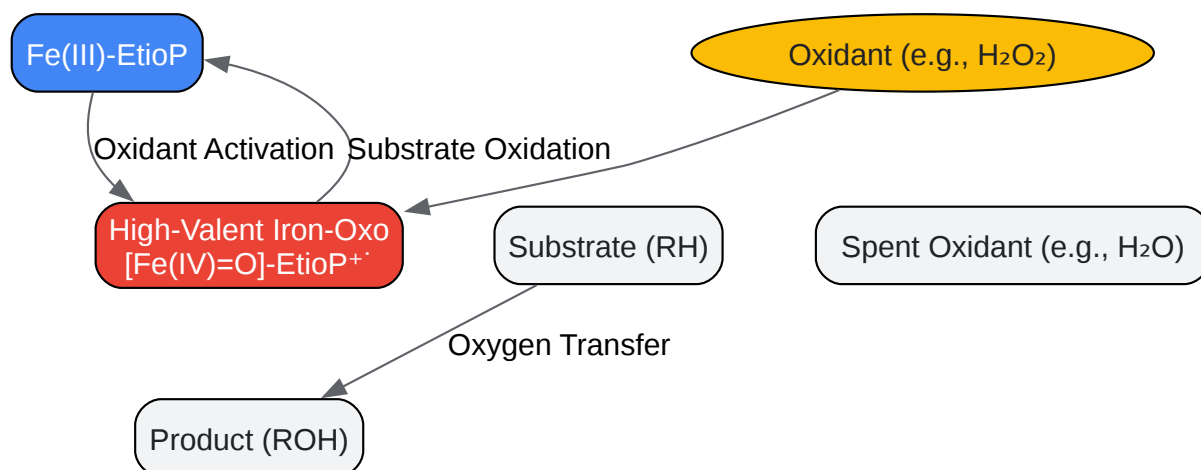 Fe(III)-EtioP
Oxidant (e.g., H₂O₂)
Oxidant Activation
Substrate Oxidation
High-Valent Iron-Oxo
[Fe(IV)=O]-EtioP⁺˙
Substrate (RH)
Spent Oxidant (e.g., H₂O)
Oxygen Transfer
Product (ROH)